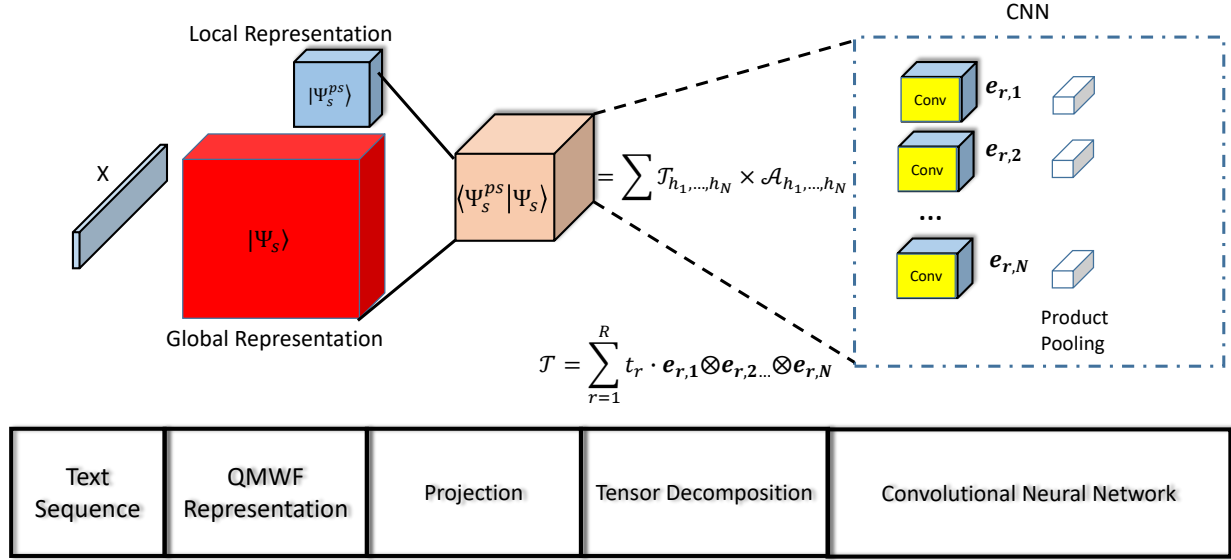 CNN
Local Representation
|Ψ_s^{ps}⟩
X
|Ψ_s⟩
Global Representation
⟨Ψ_s^{ps}|Ψ_s⟩
= ∑ 𝒯_{h_1,…,h_N} × 𝒜_{h_1,…,h_N}
𝒯 = ∑_{r=1}^{R} t_r · e_{r,1}⊗e_{r,2}…⊗e_{r,N}
Conv e_{r,1}
Conv e_{r,2}
...
Conv e_{r,N}
Product
Pooling
Text
Sequence
QMWF
Representation
Projection
Tensor Decomposition
Convolutional Neural Network